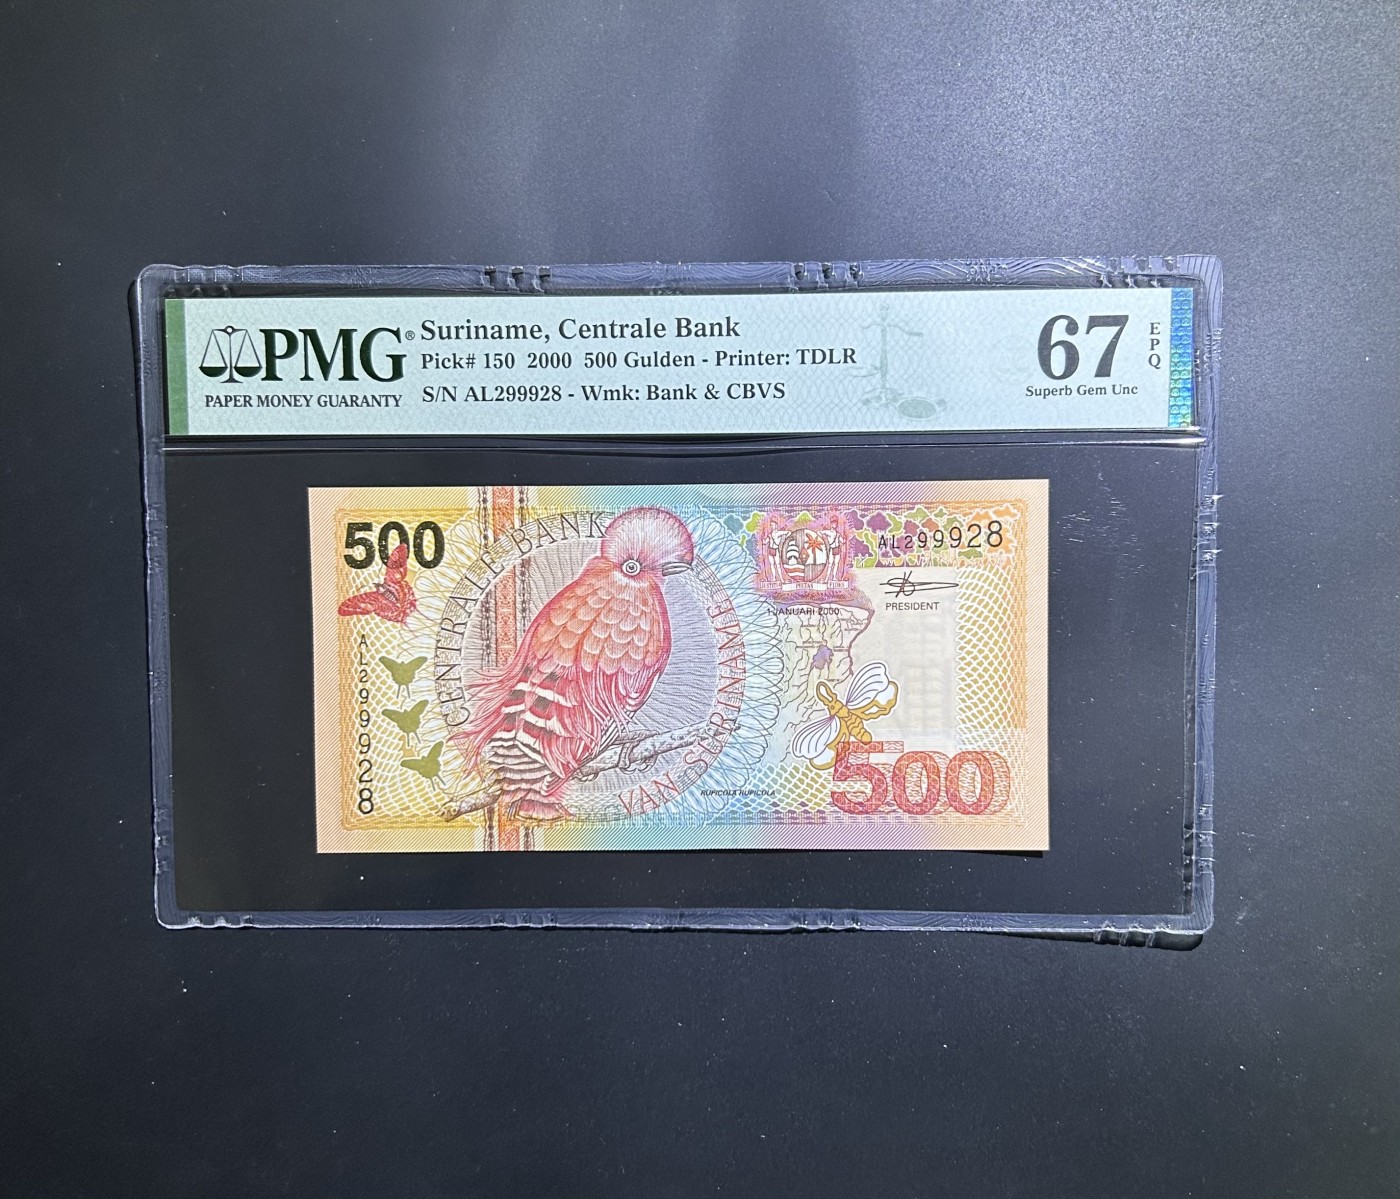 PMG®
PAPER MONEY GUARANTY
Suriname, Centrale Bank
Pick# 150 2000 500 Gulden - Printer: TDLR
S/N AL299928 - Wmk: Bank & CBVS
67
EPQ
Superb Gem Unc
500
CENTRALE BANK
VAN SURINAME
AL299928
1 JANUARI 2000
PRESIDENT
AL299928
RUPICOLA RUPICOLA
500